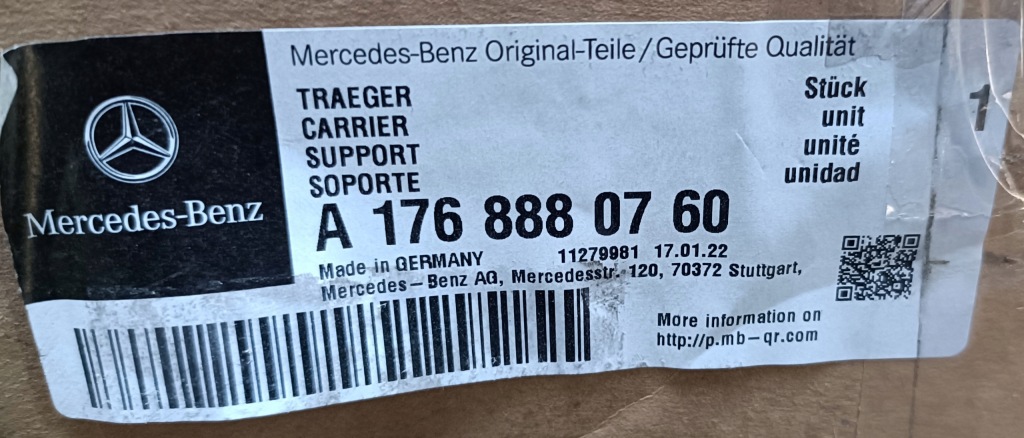 Mercedes-Benz Original-Teile/Geprüfte Qualität
TRAEGER
CARRIER
SUPPORT
SOPORTE
Stück
unit
unité
unidad
1
Mercedes-Benz
A 176 888 07 60
Made in GERMANY 11279981 17.01.22
Mercedes-Benz AG, Mercedesstr. 120, 70372 Stuttgart,
More information on
http://p.mb-qr.com